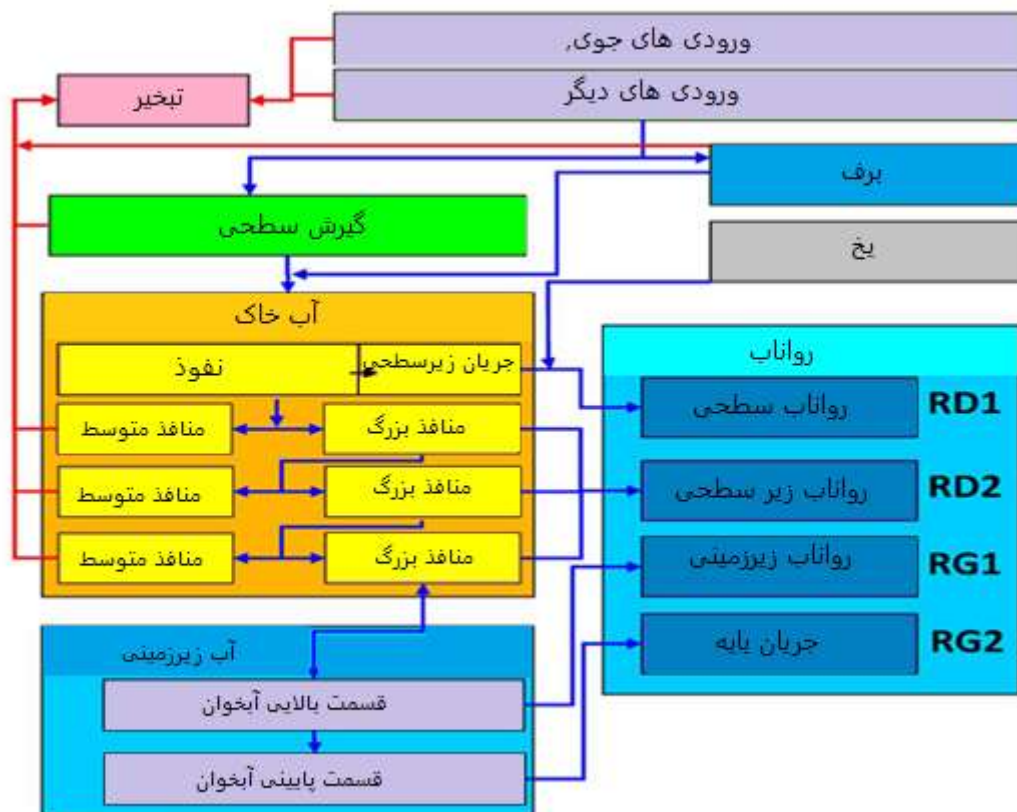 ورودی های جوی,
ورودی های دیگر
تبخیر
برف
گیرش سطحی
یخ
آب خاک
نفوذ
جریان زیرسطحی
منافذ متوسط
منافذ بزرگ
منافذ متوسط
منافذ بزرگ
منافذ متوسط
منافذ بزرگ
رواناب
رواناب سطحی
RD1
رواناب زیر سطحی
RD2
رواناب زیرزمینی
RG1
جریان پایه
RG2
آب زیرزمینی
قسمت بالایی آبخوان
قسمت پایینی آبخوان